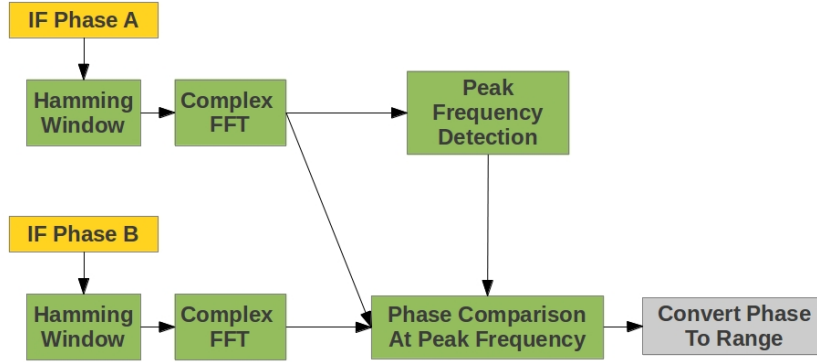 IF Phase A
Hamming
Window
Complex
FFT
Peak
Frequency
Detection
IF Phase B
Hamming
Window
Complex
FFT
Phase Comparison
At Peak Frequency
Convert Phase
To Range